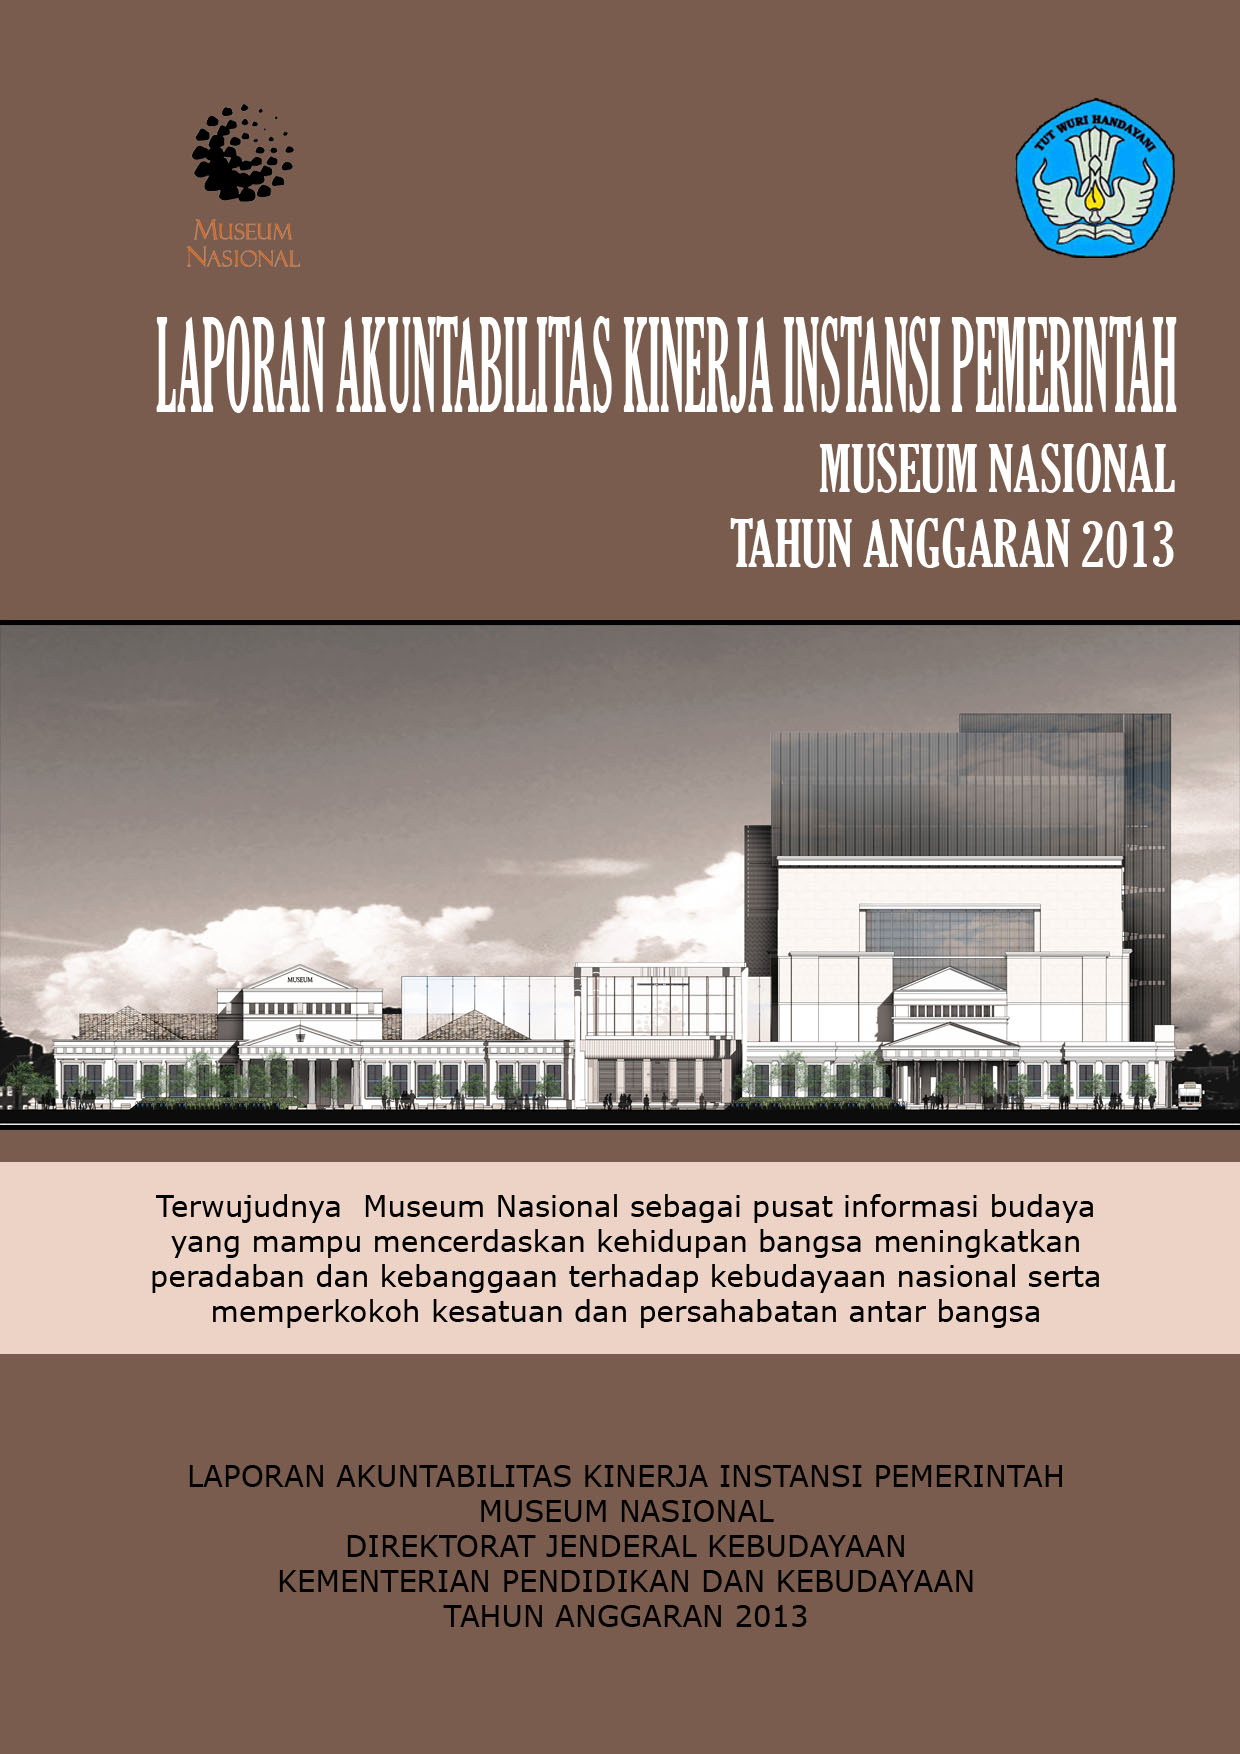 MUSEUM
NASIONAL
TUT WURI HANDAYANI
LAPORAN AKUNTABILITAS KINERJA INSTANSI PEMERINTAH
MUSEUM NASIONAL
TAHUN ANGGARAN 2013
MUSEUM
Terwujudnya  Museum Nasional sebagai pusat informasi budaya
yang mampu mencerdaskan kehidupan bangsa meningkatkan
peradaban dan kebanggaan terhadap kebudayaan nasional serta
memperkokoh kesatuan dan persahabatan antar bangsa
LAPORAN AKUNTABILITAS KINERJA INSTANSI PEMERINTAH
MUSEUM NASIONAL
DIREKTORAT JENDERAL KEBUDAYAAN
KEMENTERIAN PENDIDIKAN DAN KEBUDAYAAN
TAHUN ANGGARAN 2013